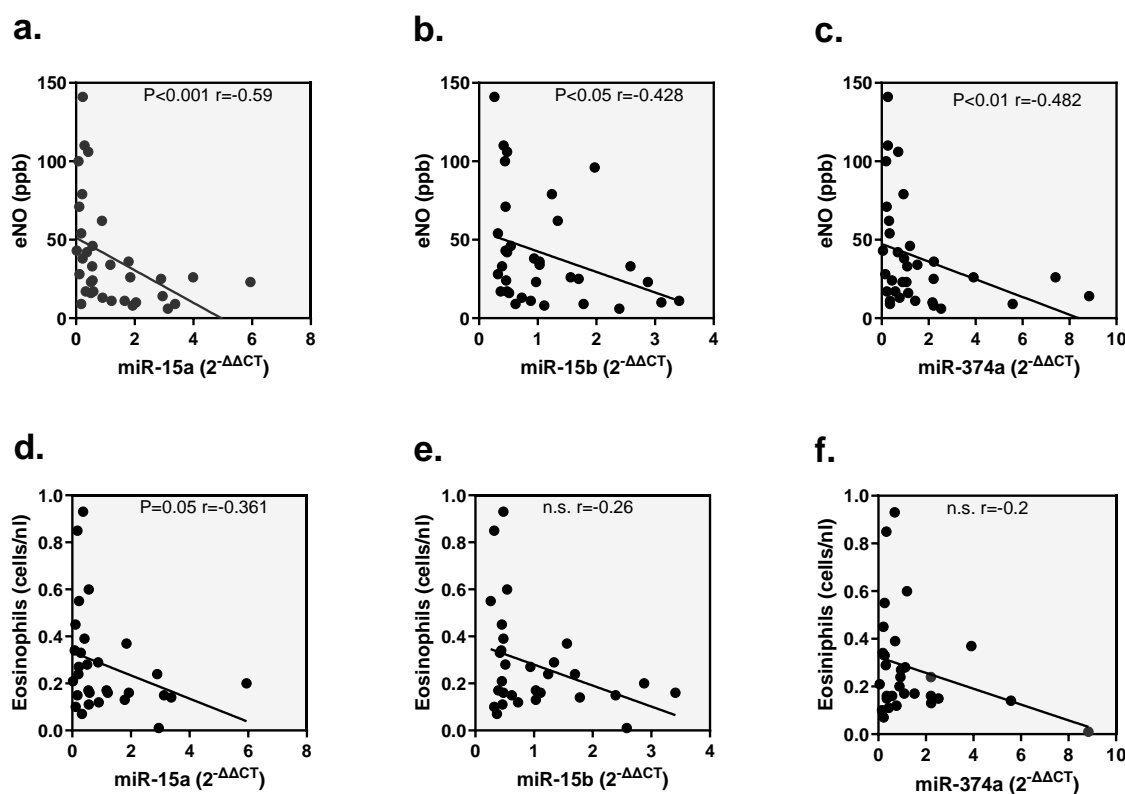 a.
P<0.001 r=-0.59
eNO (ppb)
150
100
50
0
0 2 4 6 8
miR-15a (2-ΔΔCT)
b.
P<0.05 r=-0.428
eNO (ppb)
150
100
50
0
0 1 2 3 4
miR-15b (2-ΔΔCT)
c.
P<0.01 r=-0.482
eNO (ppb)
150
100
50
0
0 2 4 6 8 10
miR-374a (2-ΔΔCT)
d.
P=0.05 r=-0.361
Eosinophils (cells/nl)
1.0
0.8
0.6
0.4
0.2
0.0
0 2 4 6 8
miR-15a (2-ΔΔCT)
e.
n.s. r=-0.26
Eosinophils (cells/nl)
1.0
0.8
0.6
0.4
0.2
0.0
0 1 2 3 4
miR-15b (2-ΔΔCT)
f.
n.s. r=-0.2
Eosiniphils (cells/nl)
1.0
0.8
0.6
0.4
0.2
0.0
0 2 4 6 8 10
miR-374a (2-ΔΔCT)